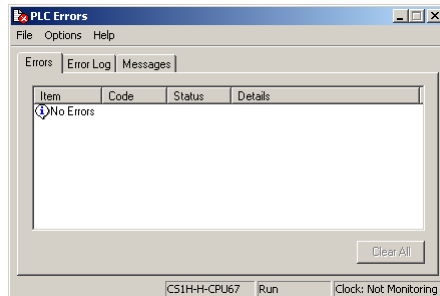 PLC Errors
File Options Help
Errors Error Log Messages
Item Code Status Details
No Errors
Clear All
CS1H-H-CPU67 Run Clock: Not Monitoring